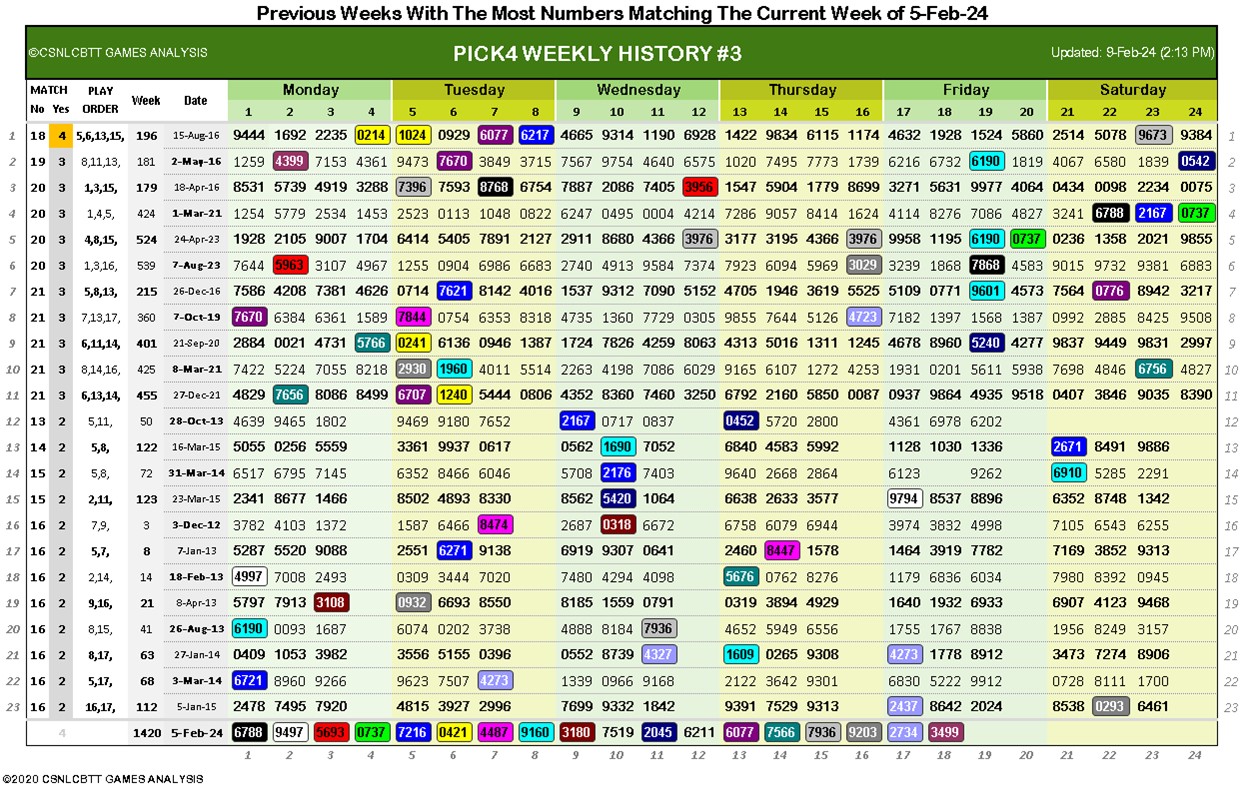 Previous Weeks With The Most Numbers Matching The Current Week of 5-Feb-24
©CSNLCBTT GAMES ANALYSIS PICK4 WEEKLY HISTORY #3 Updated: 9-Feb-24 (2:13 PM)
MATCH PLAY Week Date Monday Tuesday Wednesday Thursday Friday Saturday
No Yes ORDER 1 2 3 4 5 6 7 8 9 10 11 12 13 14 15 16 17 18 19 20 21 22 23 24
1 18 4 5,6,13,15, 196 15-Aug-16 9444 1692 2235 0214 1024 0929 6077 6217 4665 9314 1190 6928 1422 9834 6115 1174 4632 1928 1524 5860 2514 5078 9673 9384 1
2 19 3 8,11,13, 181 2-May-16 1259 4399 7153 4361 9473 7670 3849 3715 7567 9754 4640 6575 1020 7495 7773 1739 6216 6732 6190 1819 4067 6580 1839 0542 2
3 20 3 1,3,15, 179 18-Apr-16 8531 5739 4919 3288 7396 7593 8768 6754 7887 2086 7405 3956 1547 5904 1779 8699 3271 5631 9977 4064 0434 0098 2234 0075 3
4 20 3 1,4,5, 424 1-Mar-21 1254 5779 2534 1453 2523 0113 1048 0822 6247 0495 0004 4214 7286 9057 8414 1624 4114 8276 7086 4827 3241 6788 2167 0737 4
5 20 3 4,8,15, 524 24-Apr-23 1928 2105 9007 1704 6414 5405 7891 2127 2911 8680 4366 3976 3177 3195 4366 3976 9958 1195 6190 0737 0236 1358 2021 9855 5
6 20 3 1,3,16, 539 7-Aug-23 7644 5963 3107 4967 1255 0904 6986 6683 2740 4913 9584 7374 7923 6094 5969 3029 3239 1868 7868 4583 9015 9732 9381 6883 6
7 21 3 5,8,13, 215 26-Dec-16 7586 4208 7381 4626 0714 7621 8142 4016 1537 9312 7090 5152 4705 1946 3619 5525 5109 0771 9601 4573 7564 0776 8942 3217 7
8 21 3 7,13,17, 360 7-Oct-19 7670 6384 6361 1589 7844 0754 6353 8318 4735 1360 7729 0305 9855 7644 5126 4723 7182 1397 1568 1387 0992 3885 8425 9508 8
9 21 3 6,11,14, 401 21-Sep-20 2884 0021 4731 5766 0241 6136 0946 1387 1724 7826 4259 8063 4313 5016 1311 1245 4678 8960 5240 4277 9837 9449 9831 2997 9
10 21 3 8,14,16, 425 8-Mar-21 7422 5224 7055 8218 2930 1960 4011 5514 2263 4198 7086 6029 9165 6107 1272 4253 1931 0201 5611 5938 7698 4846 6756 4827 10
11 21 3 6,13,14, 455 27-Dec-21 4829 7656 8086 8499 6707 1240 5444 0806 4352 8360 7460 3250 6792 2160 5850 0087 0937 9864 4935 9518 0407 3846 9035 8390 11
12 13 2 5,11, 50 28-Oct-13 4639 9465 1802 9469 9180 7652 2167 0717 0837 0452 5720 2800 4361 6978 6202 12
13 14 2 5,8, 122 16-Mar-15 5055 0256 5559 3361 9937 0617 0562 1690 7052 6840 4583 5992 1128 1030 1336 2671 8491 9886 13
14 15 2 5,8, 72 31-Mar-14 6517 6795 7145 6352 8466 6046 5708 2176 7403 9640 2668 2864 6123 9262 6910 5285 2291 14
15 15 2 2,11, 123 23-Mar-15 2341 8677 1466 8502 4893 8330 8562 5420 1064 6638 2633 3577 9794 8537 8896 6352 8748 1342 15
16 16 2 7,9, 3 3-Dec-12 3782 4103 1372 1587 6466 8474 2687 0318 6672 6758 6079 6944 3974 3832 4998 7105 6543 6255 16
17 16 2 5,7, 8 7-Jan-13 5287 5520 9088 2551 6271 9138 6919 9307 0641 2460 8447 1578 1464 3919 7782 7169 3852 9313 17
18 16 2 2,14, 14 18-Feb-13 4997 7008 2493 0309 3444 7020 7480 4294 4098 5676 0762 8276 1179 6836 6034 7980 8392 0945 18
19 16 2 9,16, 21 8-Apr-13 5797 7913 3108 0932 6693 8550 8185 1559 0791 0319 3894 4929 1640 1932 6933 6907 4123 9468 19
20 16 2 8,15, 41 26-Aug-13 6190 0093 1687 6074 0202 3738 4888 8184 7936 4652 5949 6556 1755 1767 8838 1956 8249 3157 20
21 16 2 8,17, 63 27-Jan-14 0409 1053 3982 3556 5155 0396 0552 8739 4327 1609 0265 9308 4273 1778 8912 3473 7274 8906 21
22 16 2 5,17, 68 3-Mar-14 6721 8960 9266 9623 7507 4273 1339 0966 9168 2122 3642 9301 6830 5222 9912 0728 8111 1700 22
23 16 2 16,17, 112 5-Jan-15 2478 7495 7920 4815 3927 2996 7699 9332 1842 9391 7529 9313 2437 8642 2024 8538 0293 6461 23
4 1420 5-Feb-24 6788 9497 5693 0737 7216 0421 4487 9160 3180 7519 2045 6211 6077 7566 7936 9203 2734 3499
1 2 3 4 5 6 7 8 9 10 11 12 13 14 15 16 17 18 19 20 21 22 23 24
©2020 CSNLCBTT GAMES ANALYSIS